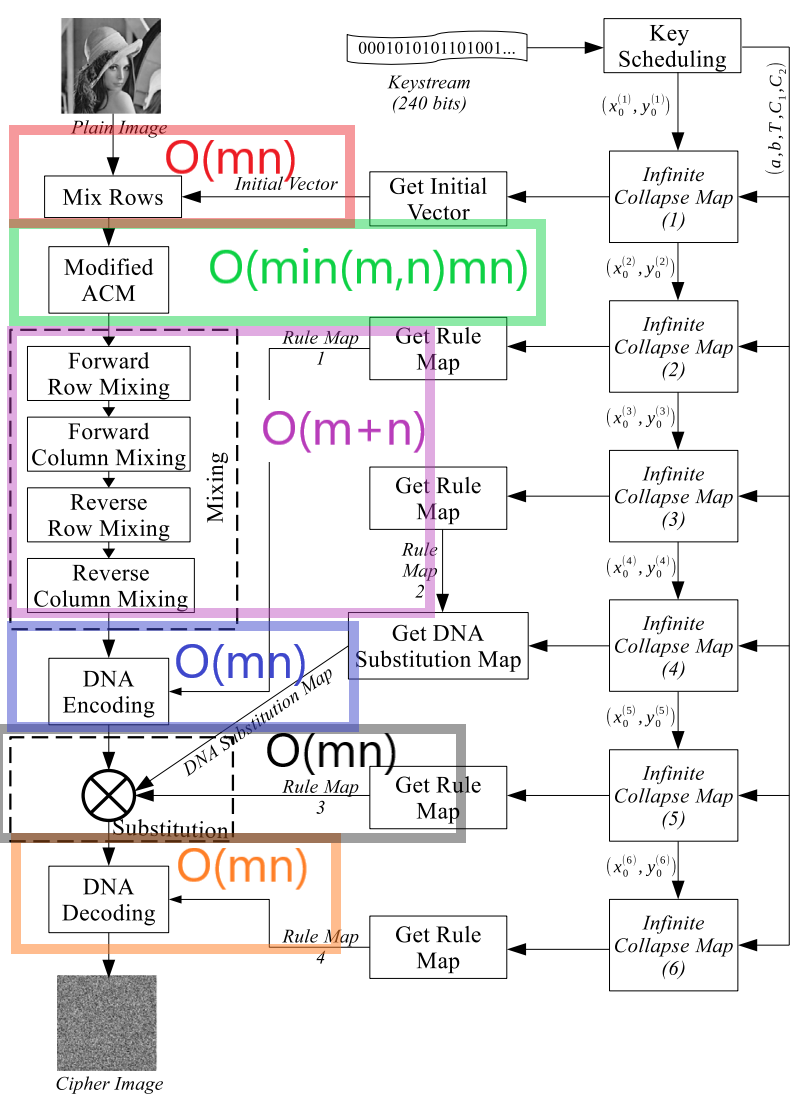 0001010101101001...
Keystream
(240 bits)
Key
Scheduling
(x₀⁽¹⁾, y₀⁽¹⁾)
(a,b,T,C₁,C₂)
Plain Image
O(mn)
Mix Rows
Initial Vector
Get Initial
Vector
Infinite
Collapse Map
(1)
(x₀⁽²⁾, y₀⁽²⁾)
Modified
ACM
O(min(m,n)mn)
Rule Map
1
Get Rule
Map
Infinite
Collapse Map
(2)
(x₀⁽³⁾, y₀⁽³⁾)
Forward
Row Mixing
Forward
Column Mixing
Reverse
Row Mixing
Reverse
Column Mixing
Mixing
O(m+n)
Get Rule
Map
Infinite
Collapse Map
(3)
(x₀⁽⁴⁾, y₀⁽⁴⁾)
Rule
Map
2
Get DNA
Substitution Map
Infinite
Collapse Map
(4)
(x₀⁽⁵⁾, y₀⁽⁵⁾)
DNA
Encoding
O(mn)
DNA Substitution Map
O(mn)
Substitution
Rule Map
3
Get Rule
Map
Infinite
Collapse Map
(5)
(x₀⁽⁶⁾, y₀⁽⁶⁾)
DNA
Decoding
O(mn)
Rule Map
4
Get Rule
Map
Infinite
Collapse Map
(6)
Cipher Image